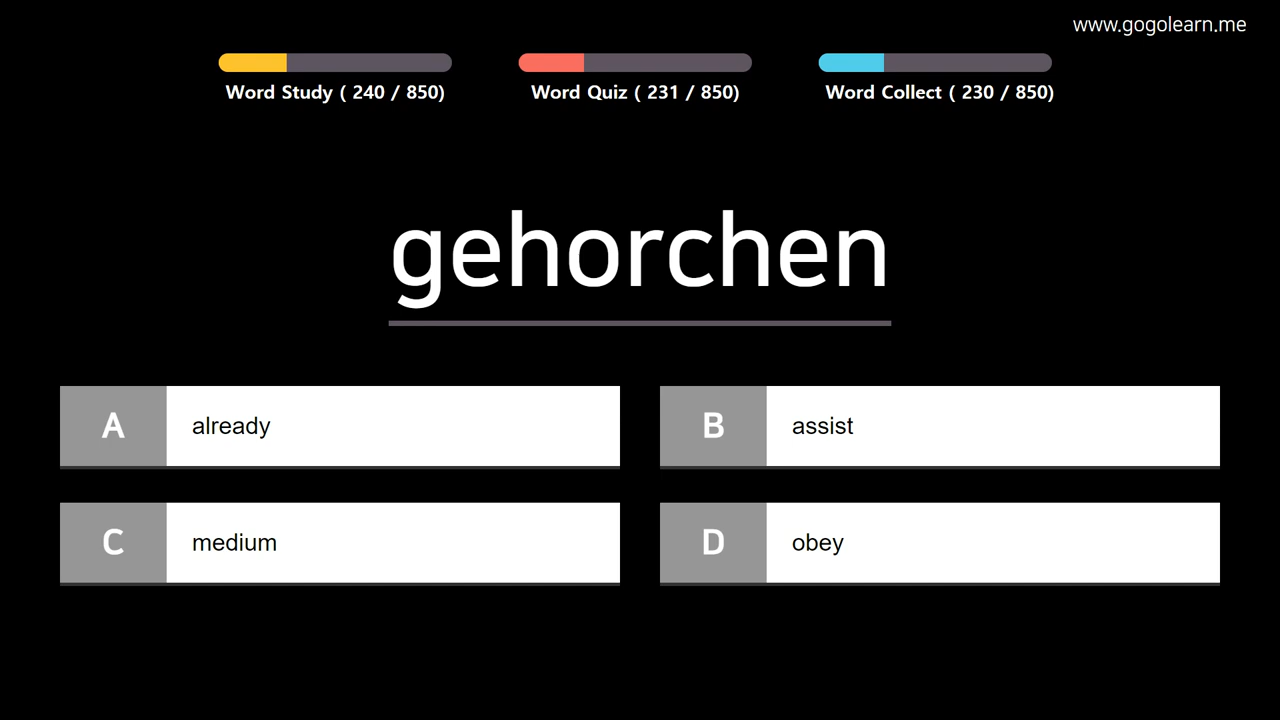 www.gogolearn.me
Word Study ( 240 / 850)
Word Quiz ( 231 / 850)
Word Collect ( 230 / 850)
gehorchen
A already
B assist
C medium
D obey